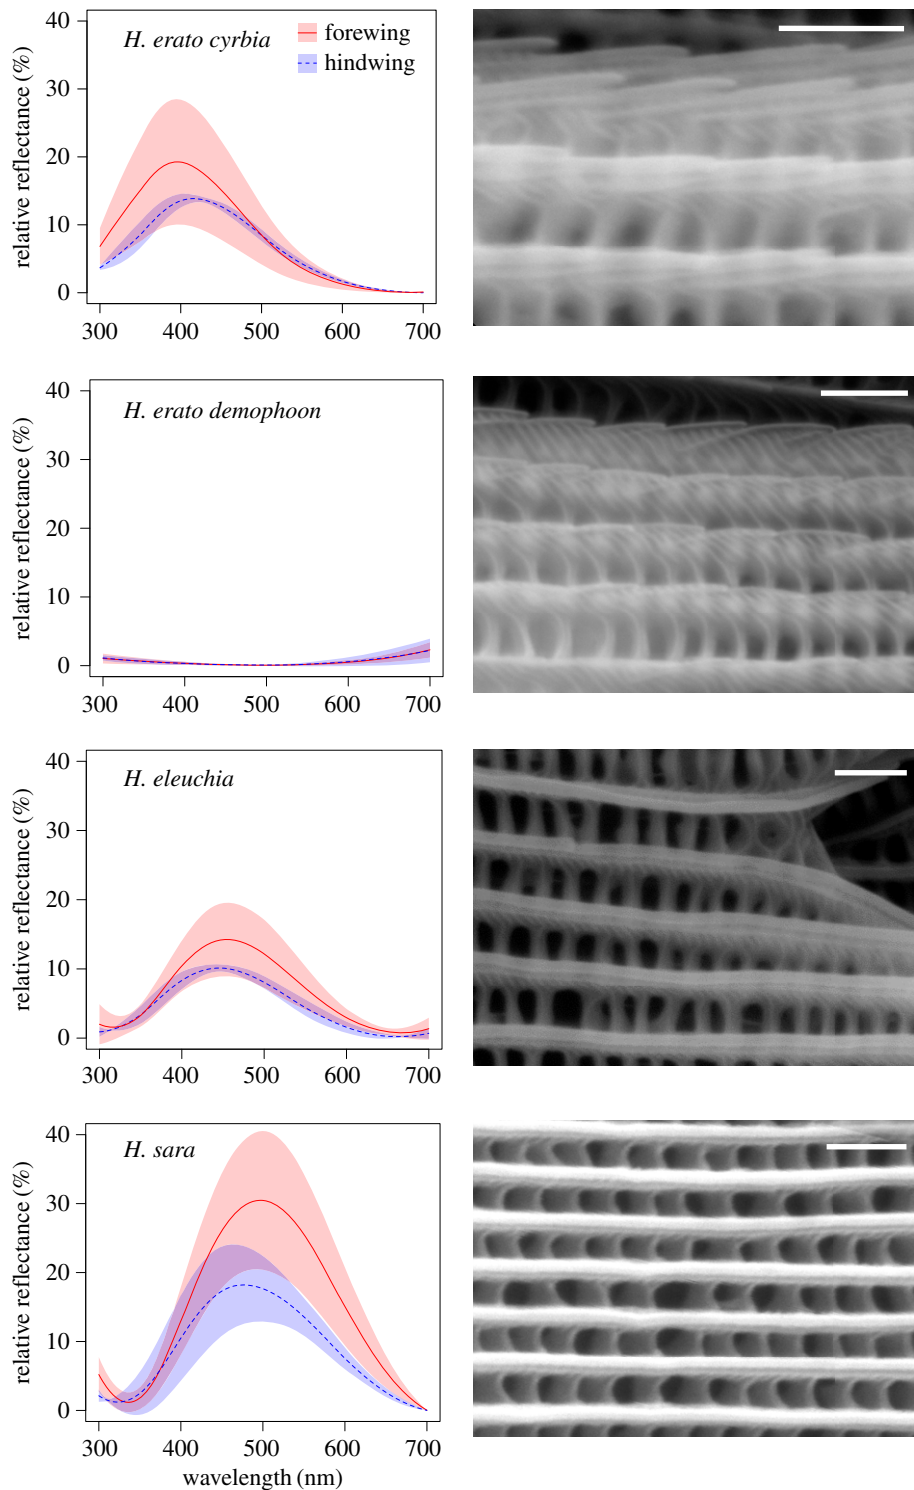 H. erato cyrbia
forewing
hindwing
relative reflectance (%)
40
30
20
10
0
300 400 500 600 700
H. erato demophoon
relative reflectance (%)
40
30
20
10
0
300 400 500 600 700
H. eleuchia
relative reflectance (%)
40
30
20
10
0
300 400 500 600 700
H. sara
relative reflectance (%)
40
30
20
10
0
300 400 500 600 700
wavelength (nm)